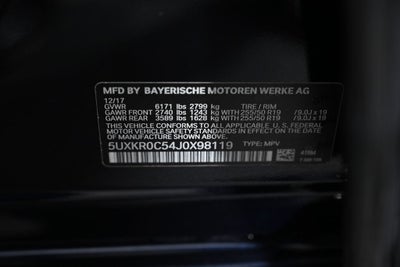 MFD BY BAYERISCHE MOTOREN WERKE AG
12/17
GVWR 6171 lbs 2799 kg TIRE / RIM
GAWR FRONT 2740 lbs 1243 kg WITH 255/50 R19 / 9.0J x 19
GAWR REAR 3589 lbs 1628 kg WITH 255/50 R19 / 9.0J x 19
THIS VEHICLE CONFORMS TO ALL APPLICABLE U.S. FEDERAL
MOTOR VEHICLE SAFETY STANDARDS IN EFFECT
ON THE DATE OF MANUFACTURE SHOWN ABOVE.
5UXKR0C54J0X98119 TYPE: MPV